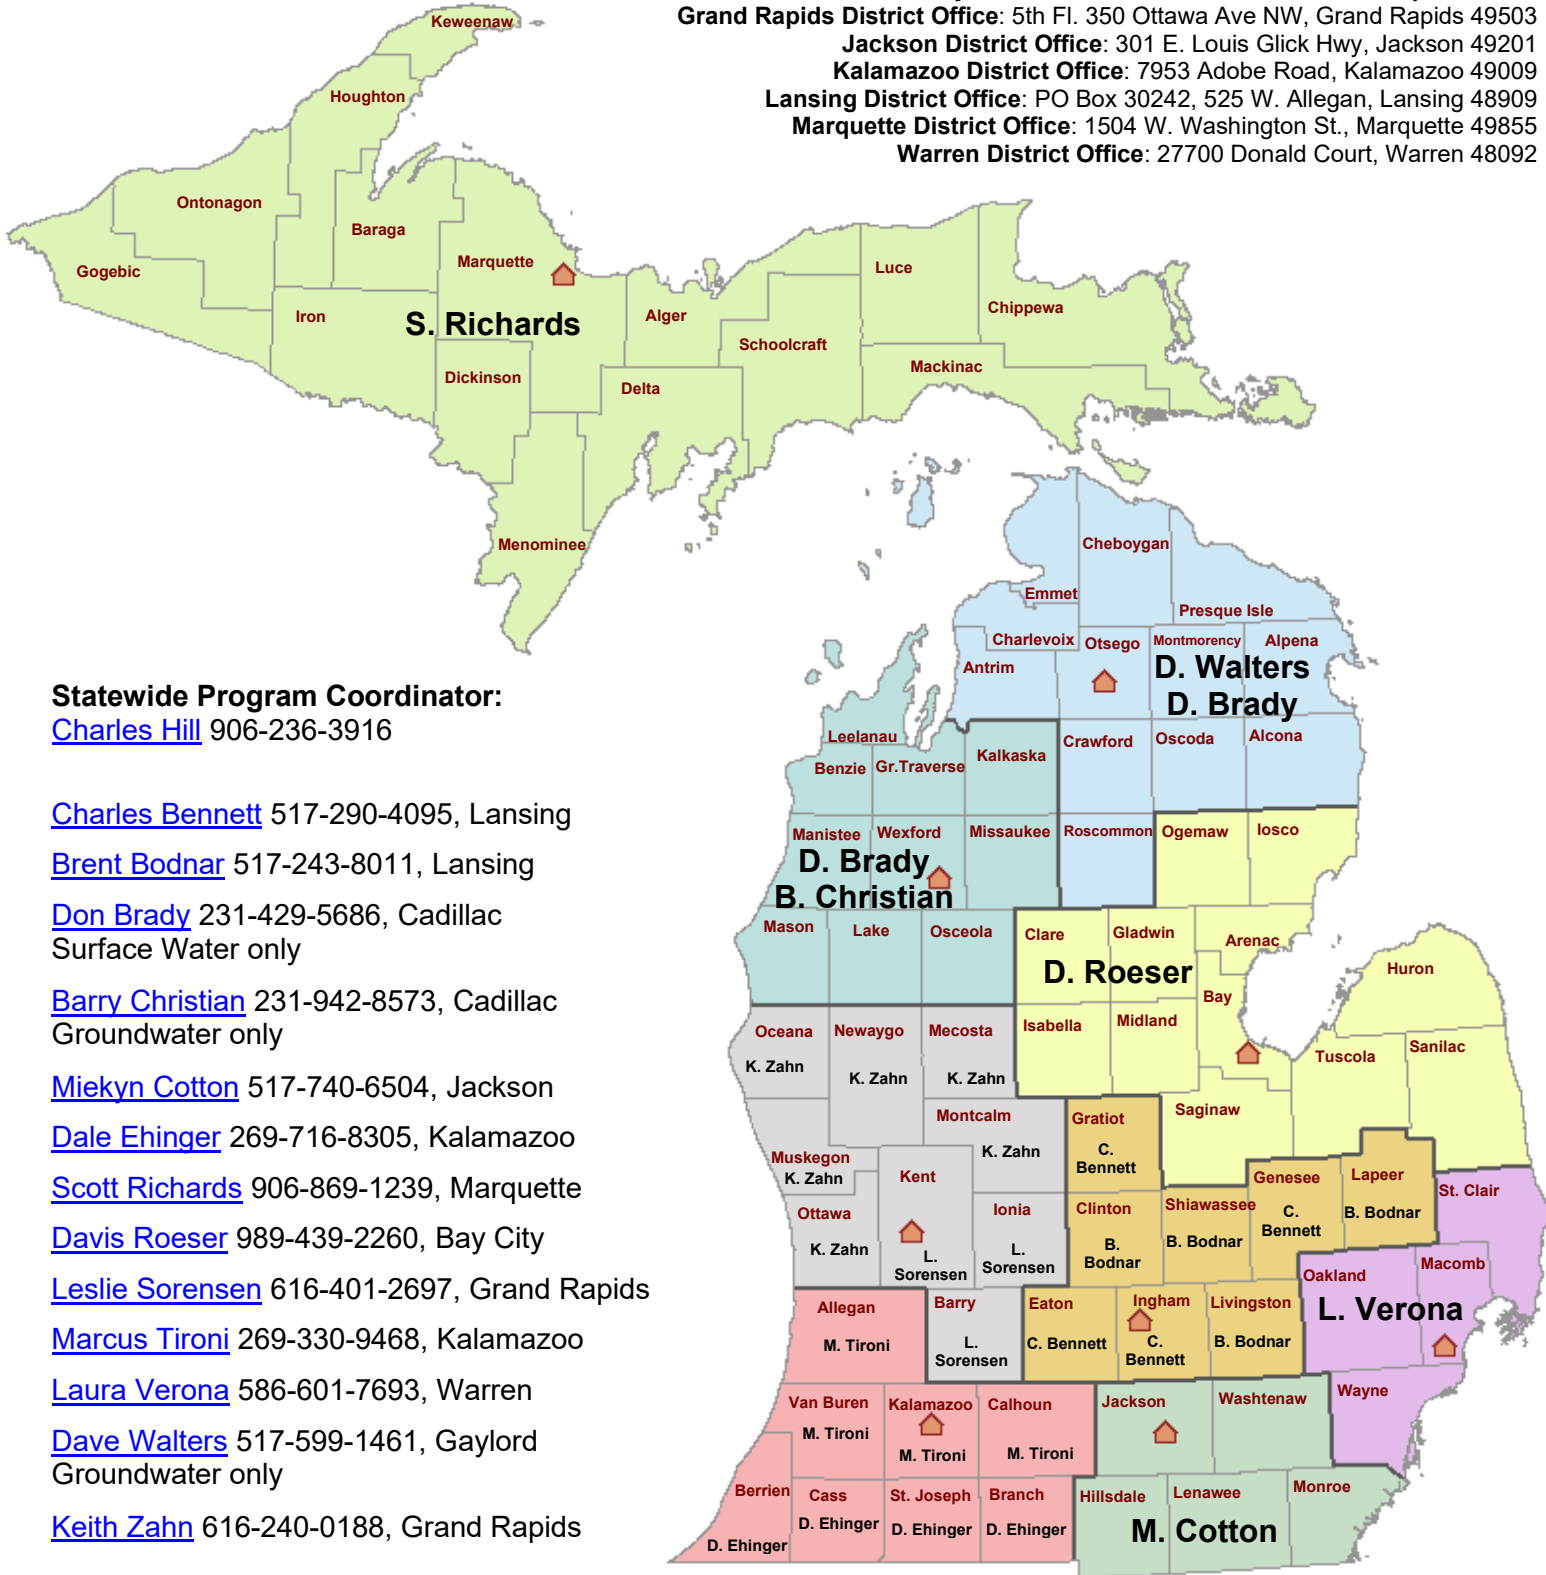 Grand Rapids District Office: 5th Fl. 350 Ottawa Ave NW, Grand Rapids 49503
Jackson District Office: 301 E. Louis Glick Hwy, Jackson 49201
Kalamazoo District Office: 7953 Adobe Road, Kalamazoo 49009
Lansing District Office: PO Box 30242, 525 W. Allegan, Lansing 48909
Marquette District Office: 1504 W. Washington St., Marquette 49855
Warren District Office: 27700 Donald Court, Warren 48092
Keweenaw
Houghton
Ontonagon
Baraga
Gogebic
Marquette
Iron
S. Richards
Alger
Luce
Chippewa
Schoolcraft
Mackinac
Dickinson
Delta
Menominee
Cheboygan
Emmet
Presque Isle
Charlevoix
Otsego
Montmorency
Alpena
Antrim
D. Walters
D. Brady
Crawford
Oscoda
Alcona
Roscommon
Leelanau
Benzie
Gr.Traverse
Kalkaska
Manistee
Wexford
Missaukee
D. Brady
B. Christian
Mason
Lake
Osceola
Ogemaw
Iosco
Clare
Gladwin
Arenac
D. Roeser
Bay
Huron
Isabella
Midland
Tuscola
Sanilac
Saginaw
Oceana
K. Zahn
Newaygo
K. Zahn
Mecosta
K. Zahn
Montcalm
K. Zahn
Muskegon
K. Zahn
Kent
L.
Sorensen
Ottawa
K. Zahn
Ionia
L.
Sorensen
Barry
L.
Sorensen
Gratiot
C.
Bennett
Clinton
B.
Bodnar
Shiawassee
B. Bodnar
Genesee
C.
Bennett
Lapeer
B. Bodnar
Eaton
C. Bennett
Ingham
C.
Bennett
Livingston
B. Bodnar
St. Clair
Oakland
Macomb
L. Verona
Wayne
Allegan
M. Tironi
Van Buren
M. Tironi
Kalamazoo
M. Tironi
Calhoun
M. Tironi
Berrien
D. Ehinger
Cass
D. Ehinger
St. Joseph
D. Ehinger
Branch
D. Ehinger
Jackson
Washtenaw
Hillsdale
Lenawee
Monroe
M. Cotton
Statewide Program Coordinator:
Charles Hill 906-236-3916
Charles Bennett 517-290-4095, Lansing
Brent Bodnar 517-243-8011, Lansing
Don Brady 231-429-5686, Cadillac
Surface Water only
Barry Christian 231-942-8573, Cadillac
Groundwater only
Miekyn Cotton 517-740-6504, Jackson
Dale Ehinger 269-716-8305, Kalamazoo
Scott Richards 906-869-1239, Marquette
Davis Roeser 989-439-2260, Bay City
Leslie Sorensen 616-401-2697, Grand Rapids
Marcus Tironi 269-330-9468, Kalamazoo
Laura Verona 586-601-7693, Warren
Dave Walters 517-599-1461, Gaylord
Groundwater only
Keith Zahn 616-240-0188, Grand Rapids